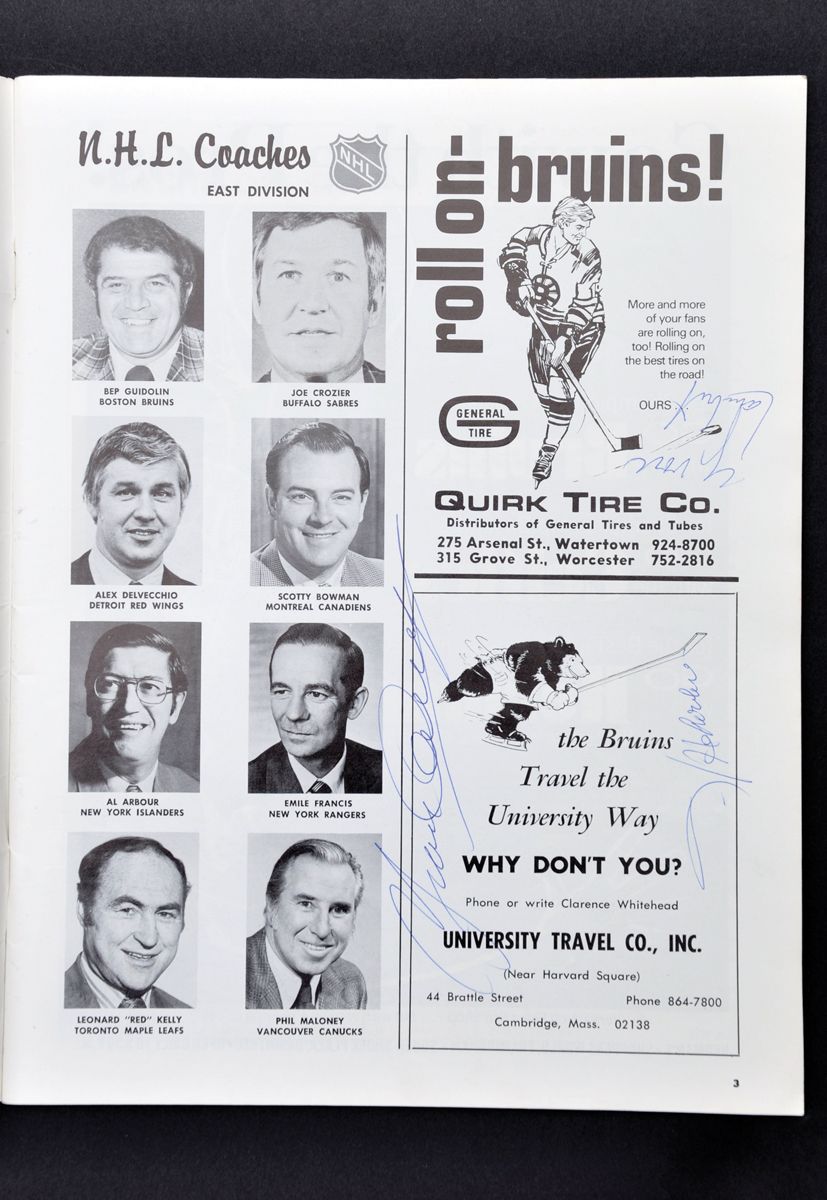 N.H.L. Coaches
NHL
EAST DIVISION
BEP GUIDOLIN
BOSTON BRUINS
JOE CROZIER
BUFFALO SABRES
ALEX DELVECCHIO
DETROIT RED WINGS
SCOTTY BOWMAN
MONTREAL CANADIENS
AL ARBOUR
NEW YORK ISLANDERS
EMILE FRANCIS
NEW YORK RANGERS
LEONARD "RED" KELLY
TORONTO MAPLE LEAFS
PHIL MALONEY
VANCOUVER CANUCKS
roll on-
bruins!
More and more
of your fans
are rolling on,
too! Rolling on
the best tires on
the road!
OURS.
GENERAL
TIRE
QUIRK TIRE CO.
Distributors of General Tires and Tubes
275 Arsenal St., Watertown 924-8700
315 Grove St., Worcester 752-2816
the Bruins
Travel the
University Way
WHY DON'T YOU?
Phone or write Clarence Whitehead
UNIVERSITY TRAVEL CO., INC.
(Near Harvard Square)
44 Brattle Street Phone 864-7800
Cambridge, Mass. 02138
3